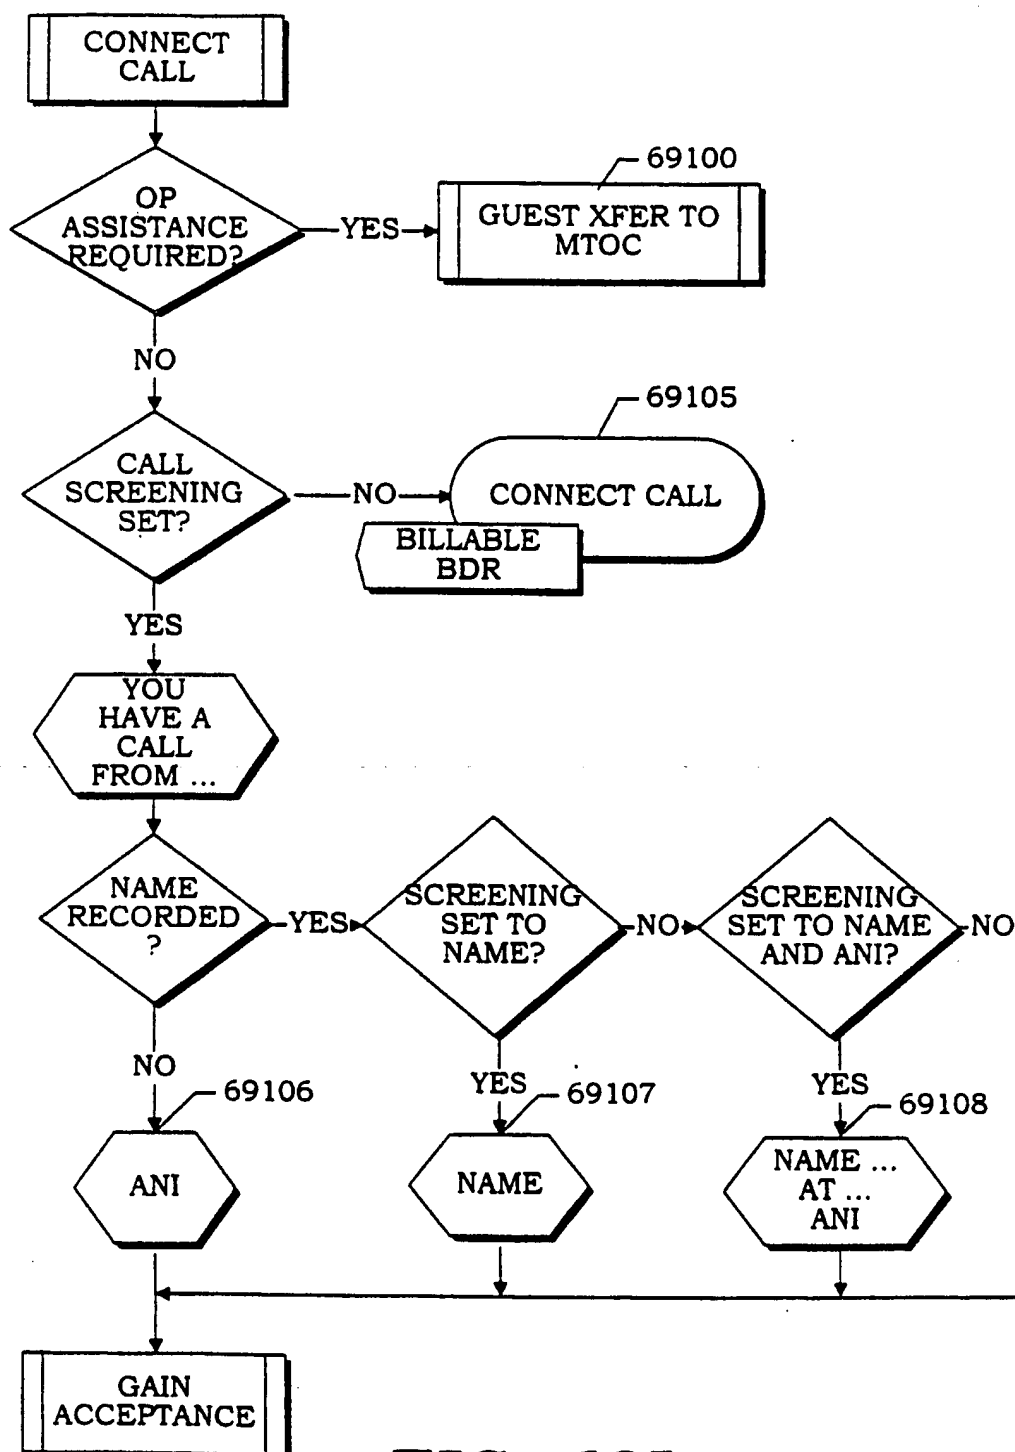 CONNECT
CALL
OP
ASSISTANCE
REQUIRED?
YES
69100
GUEST XFER TO
MTOC
NO
CALL
SCREENING
SET?
NO
69105
CONNECT CALL
BILLABLE
BDR
YES
YOU
HAVE A
CALL
FROM ...
NAME
RECORDED
?
YES
SCREENING
SET TO
NAME?
NO
SCREENING
SET TO NAME
AND ANI?
NO
NO
69106
ANI
YES
69107
NAME
YES
69108
NAME ...
AT ...
ANI
GAIN
ACCEPTANCE